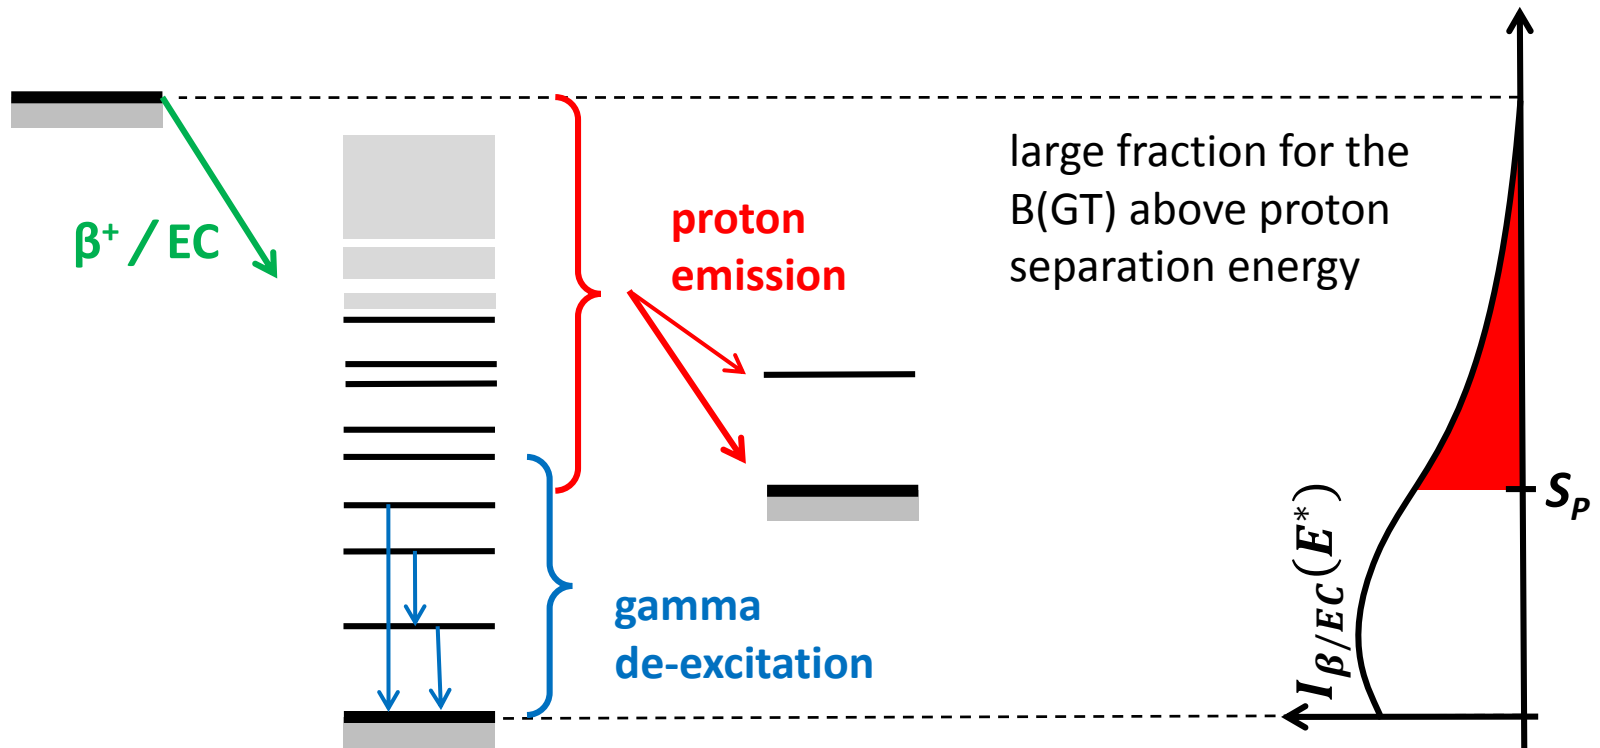 β⁺ / EC
proton
emission
large fraction for the
B(GT) above proton
separation energy
gamma
de-excitation
S_P
I_{β/EC}(E*)